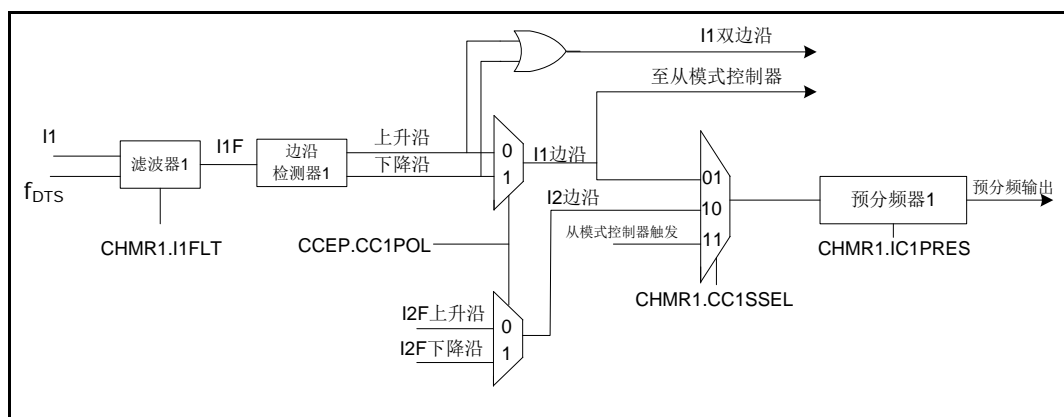 I1双边沿
至从模式控制器
I1
f_DTS
滤波器1
I1F
边沿
检测器1
上升沿
下降沿
0
1
I1边沿
I2边沿
从模式控制器触发
01
10
11
预分频器1
预分频输出
CHMR1.I1FLT
CCEP.CC1POL
CHMR1.IC1PRES
CHMR1.CC1SSEL
I2F上升沿
I2F下降沿
0
1